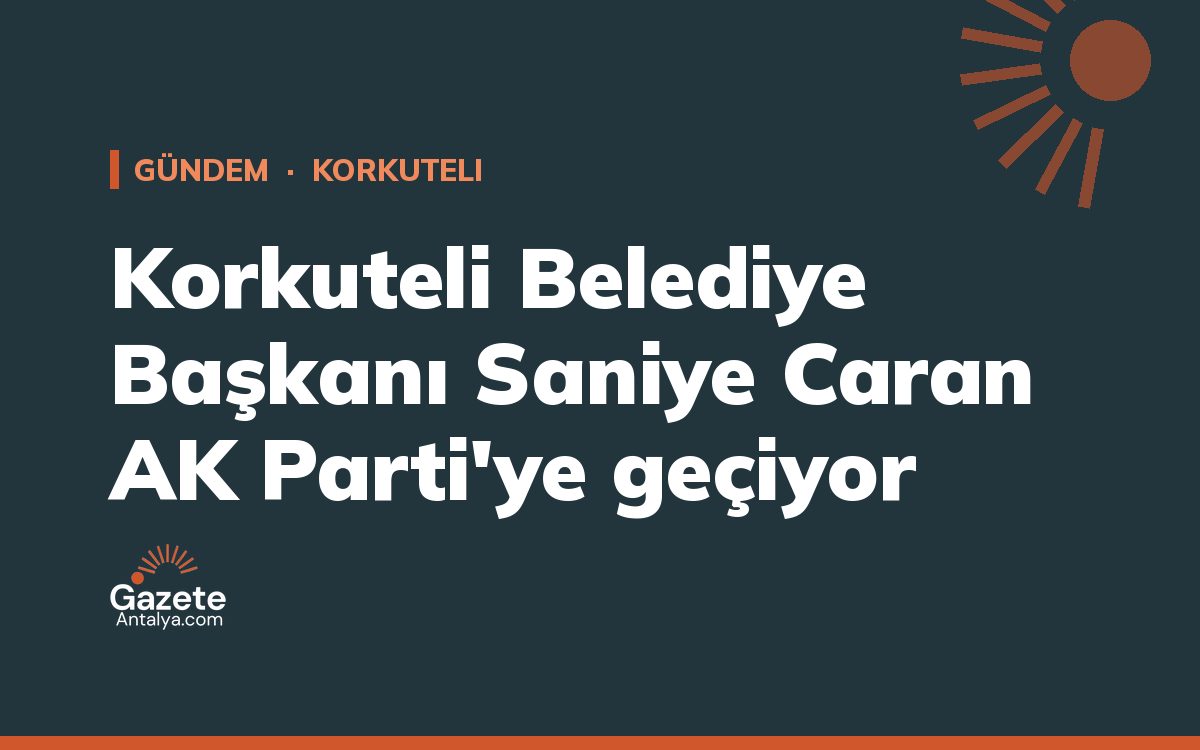 GÜNDEM · KORKUTELI
Korkuteli Belediye
Başkanı Saniye Caran
AK Parti'ye geçiyor
Gazete
Antalya.com